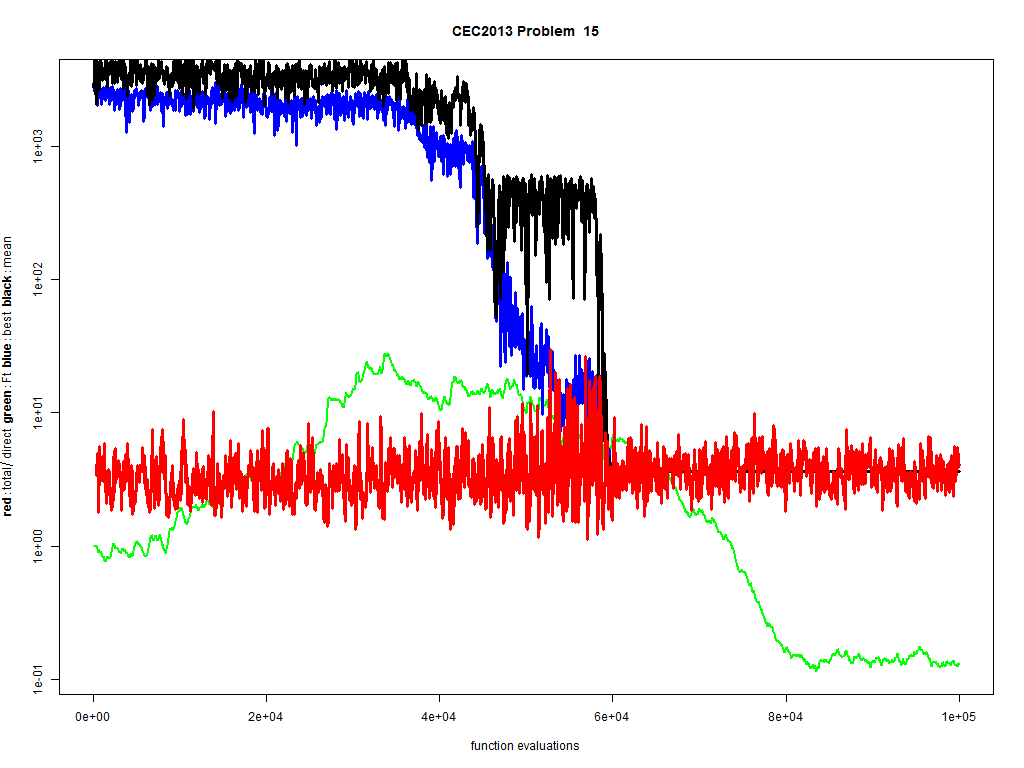 CEC2013 Problem 15
red : total/ direct green : Ft blue : best black : mean
1e+03
1e+02
1e+01
1e+00
1e-01
0e+00 2e+04 4e+04 6e+04 8e+04 1e+05
function evaluations